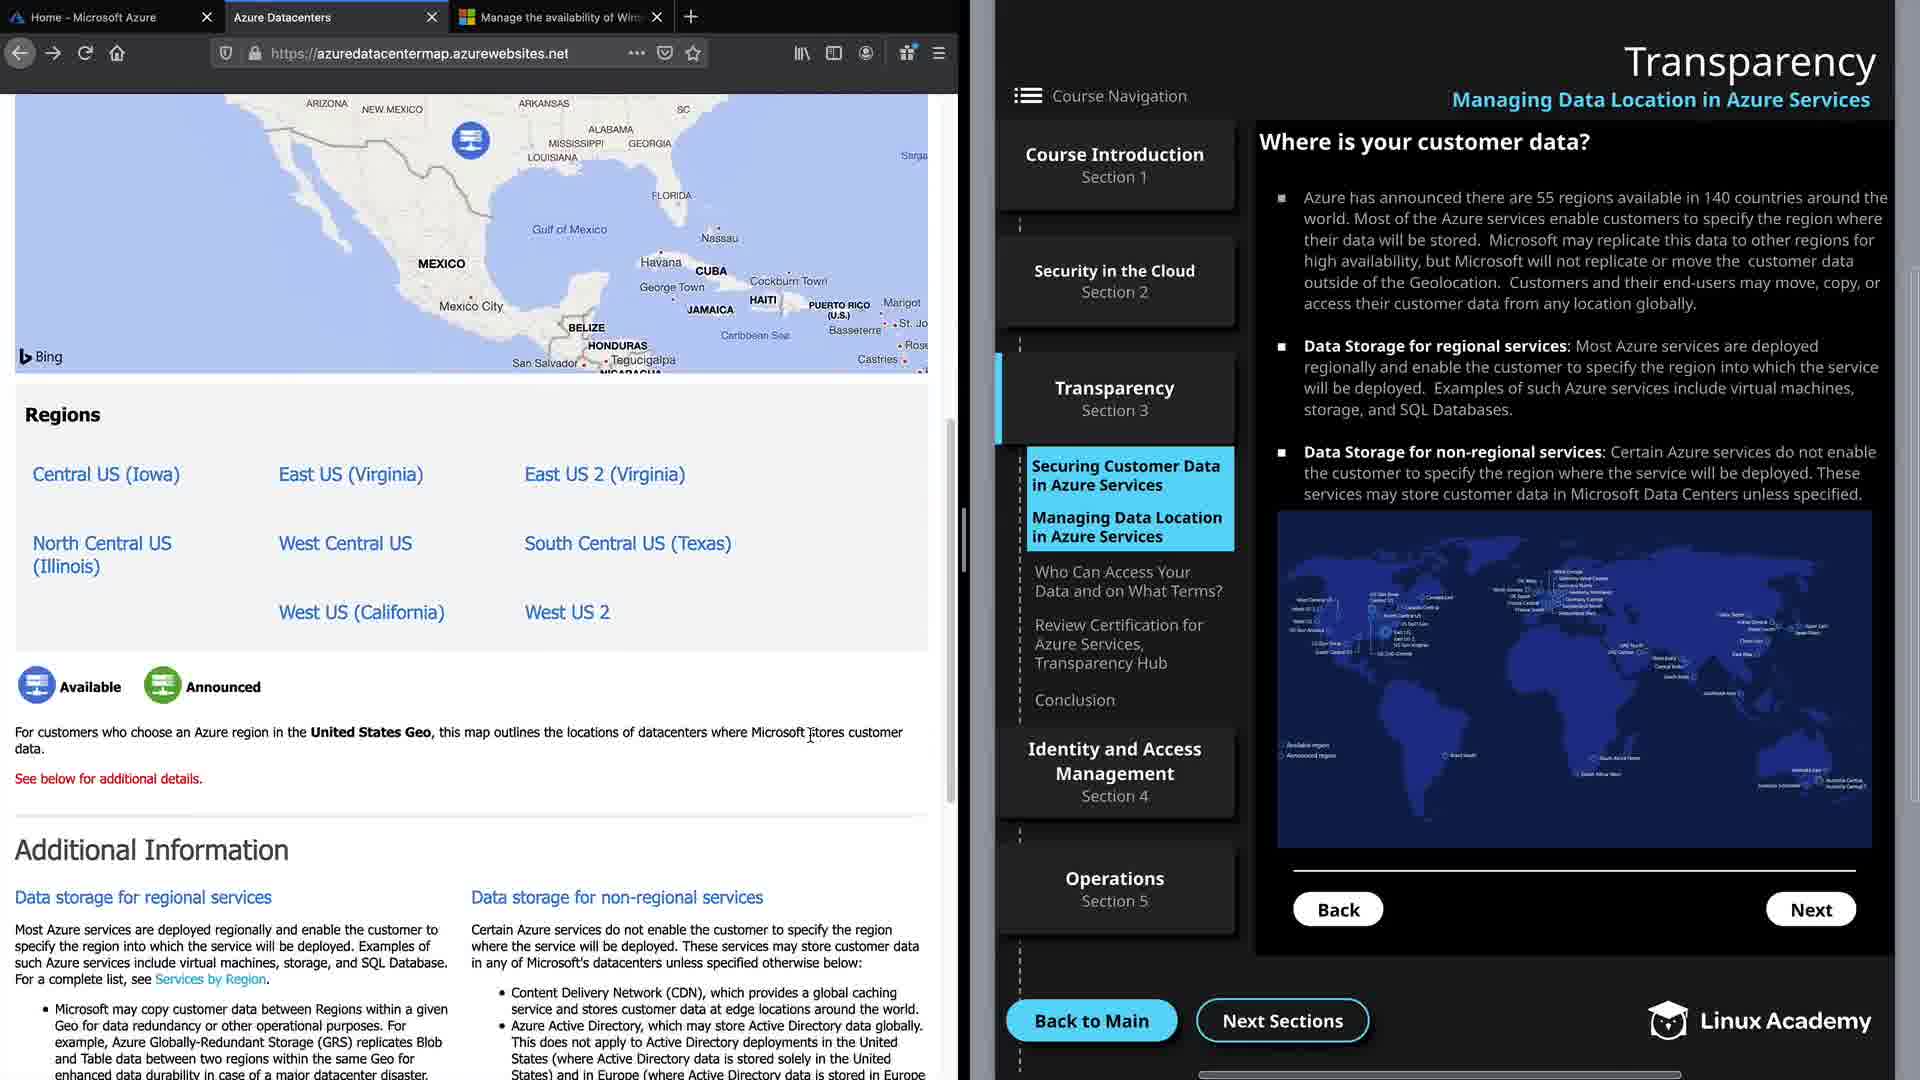 Home - Microsoft Azure
Azure Datacenters
Manage the availability of Win
https://azuredatacentermap.azurewebsites.net
ARIZONA
NEW MEXICO
ARKANSAS
SC
ALABAMA
MISSISSIPPI
GEORGIA
LOUISIANA
Sarga
FLORIDA
Gulf of Mexico
Nassau
MEXICO
Havana
CUBA
George Town
Cockburn Town
Mexico City
JAMAICA
HAITI
PUERTO RICO
(U.S.)
Marigot
BELIZE
Caribbean Sea
Basseterre
St. Jo
HONDURAS
Rose
San Salvador
Tegucigalpa
Castries
NICARAGUA
Bing
Regions
Central US (Iowa)
East US (Virginia)
East US 2 (Virginia)
North Central US
(Illinois)
West Central US
South Central US (Texas)
West US (California)
West US 2
Available
Announced
For customers who choose an Azure region in the United States Geo, this map outlines the locations of datacenters where Microsoft stores customer
data.
See below for additional details.
Additional Information
Data storage for regional services
Most Azure services are deployed regionally and enable the customer to
specify the region into which the service will be deployed. Examples of
such Azure services include virtual machines, storage, and SQL Database.
For a complete list, see Services by Region.
• Microsoft may copy customer data between Regions within a given
Geo for data redundancy or other operational purposes. For
example, Azure Globally-Redundant Storage (GRS) replicates Blob
and Table data between two regions within the same Geo for
enhanced data durability in case of a major datacenter disaster.
Data storage for non-regional services
Certain Azure services do not enable the customer to specify the region
where the service will be deployed. These services may store customer data
in any of Microsoft's datacenters unless specified otherwise below:
• Content Delivery Network (CDN), which provides a global caching
service and stores customer data at edge locations around the world.
• Azure Active Directory, which may store Active Directory data globally.
This does not apply to Active Directory deployments in the United
States (where Active Directory data is stored solely in the United
States) and in Europe (where Active Directory data is stored in Europe
Transparency
Managing Data Location in Azure Services
Course Navigation
Course Introduction
Section 1
Security in the Cloud
Section 2
Transparency
Section 3
Securing Customer Data
in Azure Services
Managing Data Location
in Azure Services
Who Can Access Your
Data and on What Terms?
Review Certification for
Azure Services,
Transparency Hub
Conclusion
Identity and Access
Management
Section 4
Operations
Section 5
Where is your customer data?
Azure has announced there are 55 regions available in 140 countries around the
world. Most of the Azure services enable customers to specify the region where
their data will be stored. Microsoft may replicate this data to other regions for
high availability, but Microsoft will not replicate or move the customer data
outside of the Geolocation. Customers and their end-users may move, copy, or
access their customer data from any location globally.
Data Storage for regional services: Most Azure services are deployed
regionally and enable the customer to specify the region into which the service
will be deployed. Examples of such Azure services include virtual machines,
storage, and SQL Databases.
Data Storage for non-regional services: Certain Azure services do not enable
the customer to specify the region where the service will be deployed. These
services may store customer data in Microsoft Data Centers unless specified.
Available region
Announced region
Brazil South
South Africa North
South Africa West
Back
Next
Back to Main
Next Sections
Linux Academy